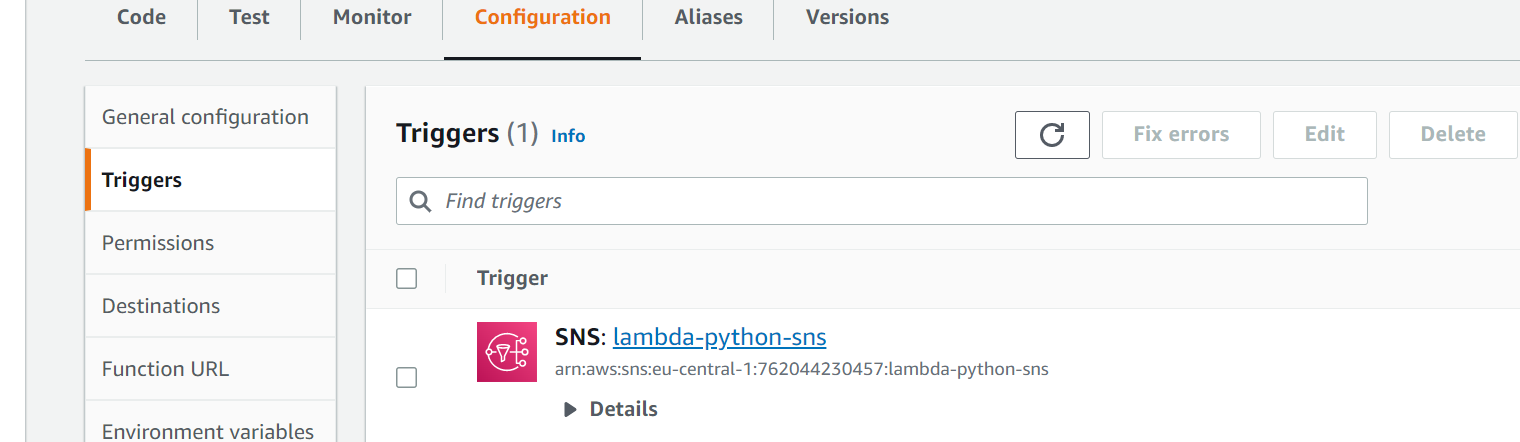 Code Test Monitor Configuration Aliases Versions
General configuration
Triggers
Permissions
Destinations
Function URL
Environment variables
Triggers (1) Info
Fix errors Edit Delete
Find triggers
Trigger
SNS: lambda-python-sns
arn:aws:sns:eu-central-1:762044230457:lambda-python-sns
Details